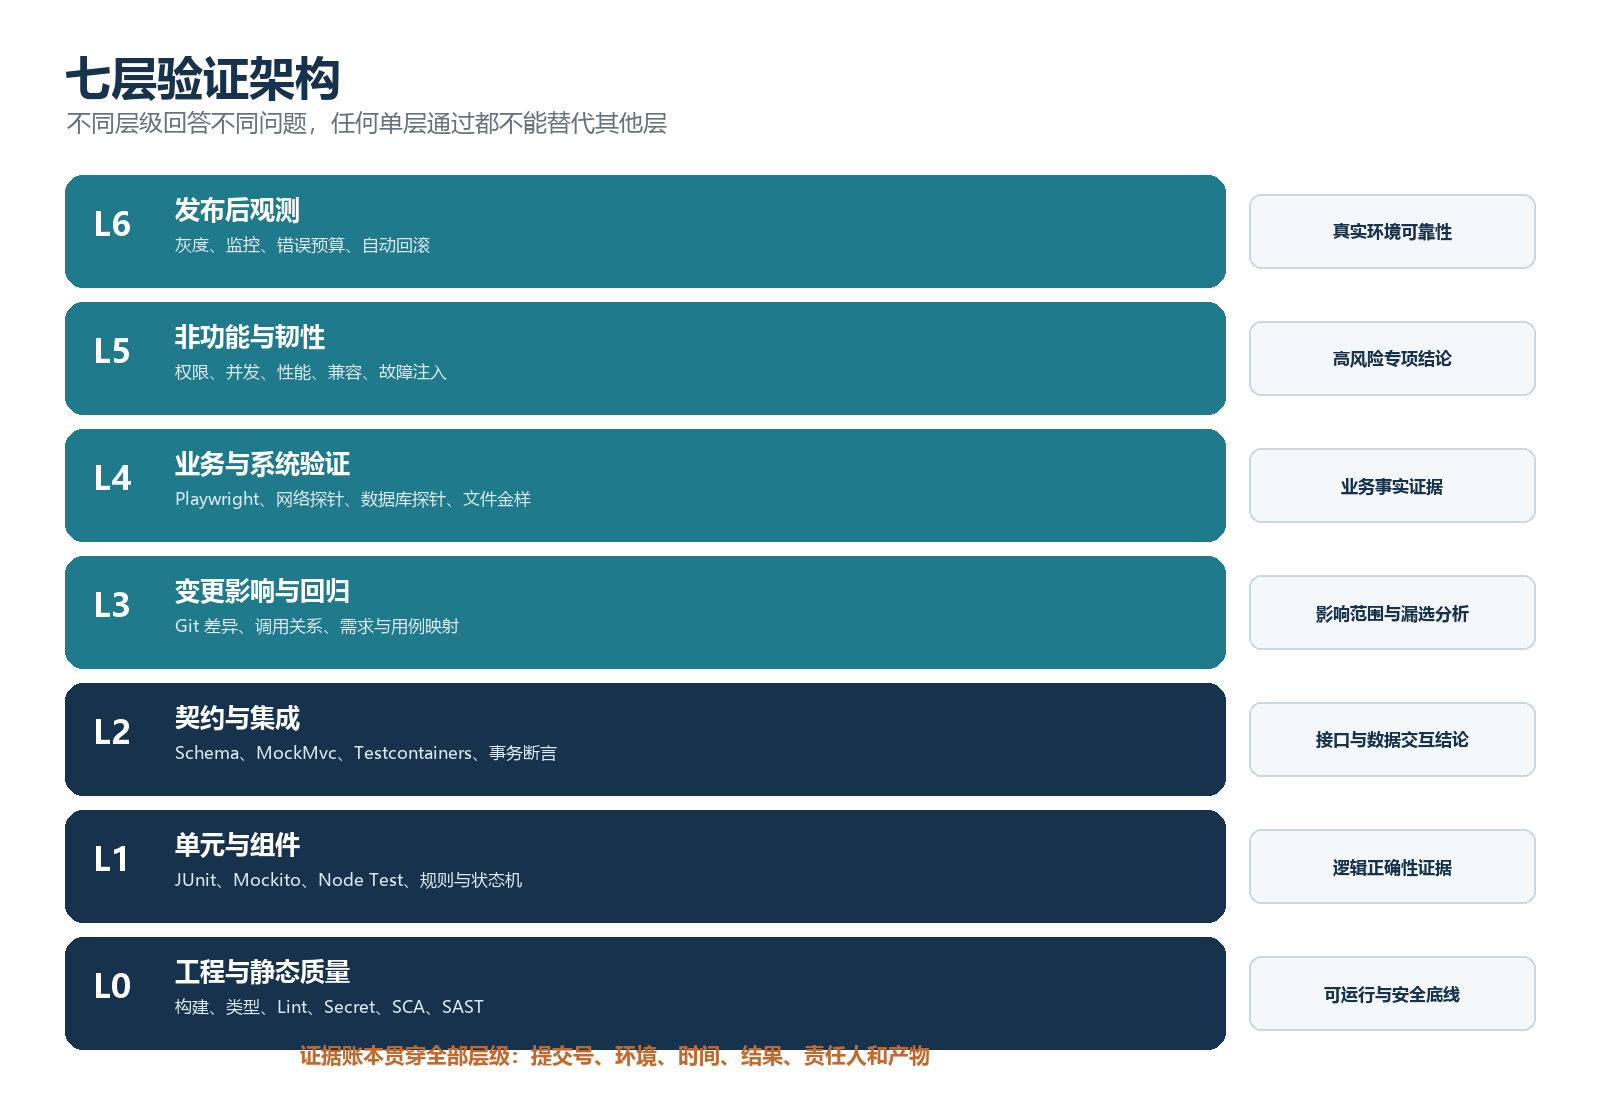 七层验证架构
不同层级回答不同问题，任何单层通过都不能替代其他层
L6
发布后观测
灰度、监控、错误预算、自动回滚
真实环境可靠性
L5
非功能与韧性
权限、并发、性能、兼容、故障注入
高风险专项结论
L4
业务与系统验证
Playwright、网络探针、数据库探针、文件金样
业务事实证据
L3
变更影响与回归
Git 差异、调用关系、需求与用例映射
影响范围与漏选分析
L2
契约与集成
Schema、MockMvc、Testcontainers、事务断言
接口与数据交互结论
L1
单元与组件
JUnit、Mockito、Node Test、规则与状态机
逻辑正确性证据
L0
工程与静态质量
构建、类型、Lint、Secret、SCA、SAST
可运行与安全底线
证据账本贯穿全部层级：提交号、环境、时间、结果、责任人和产物